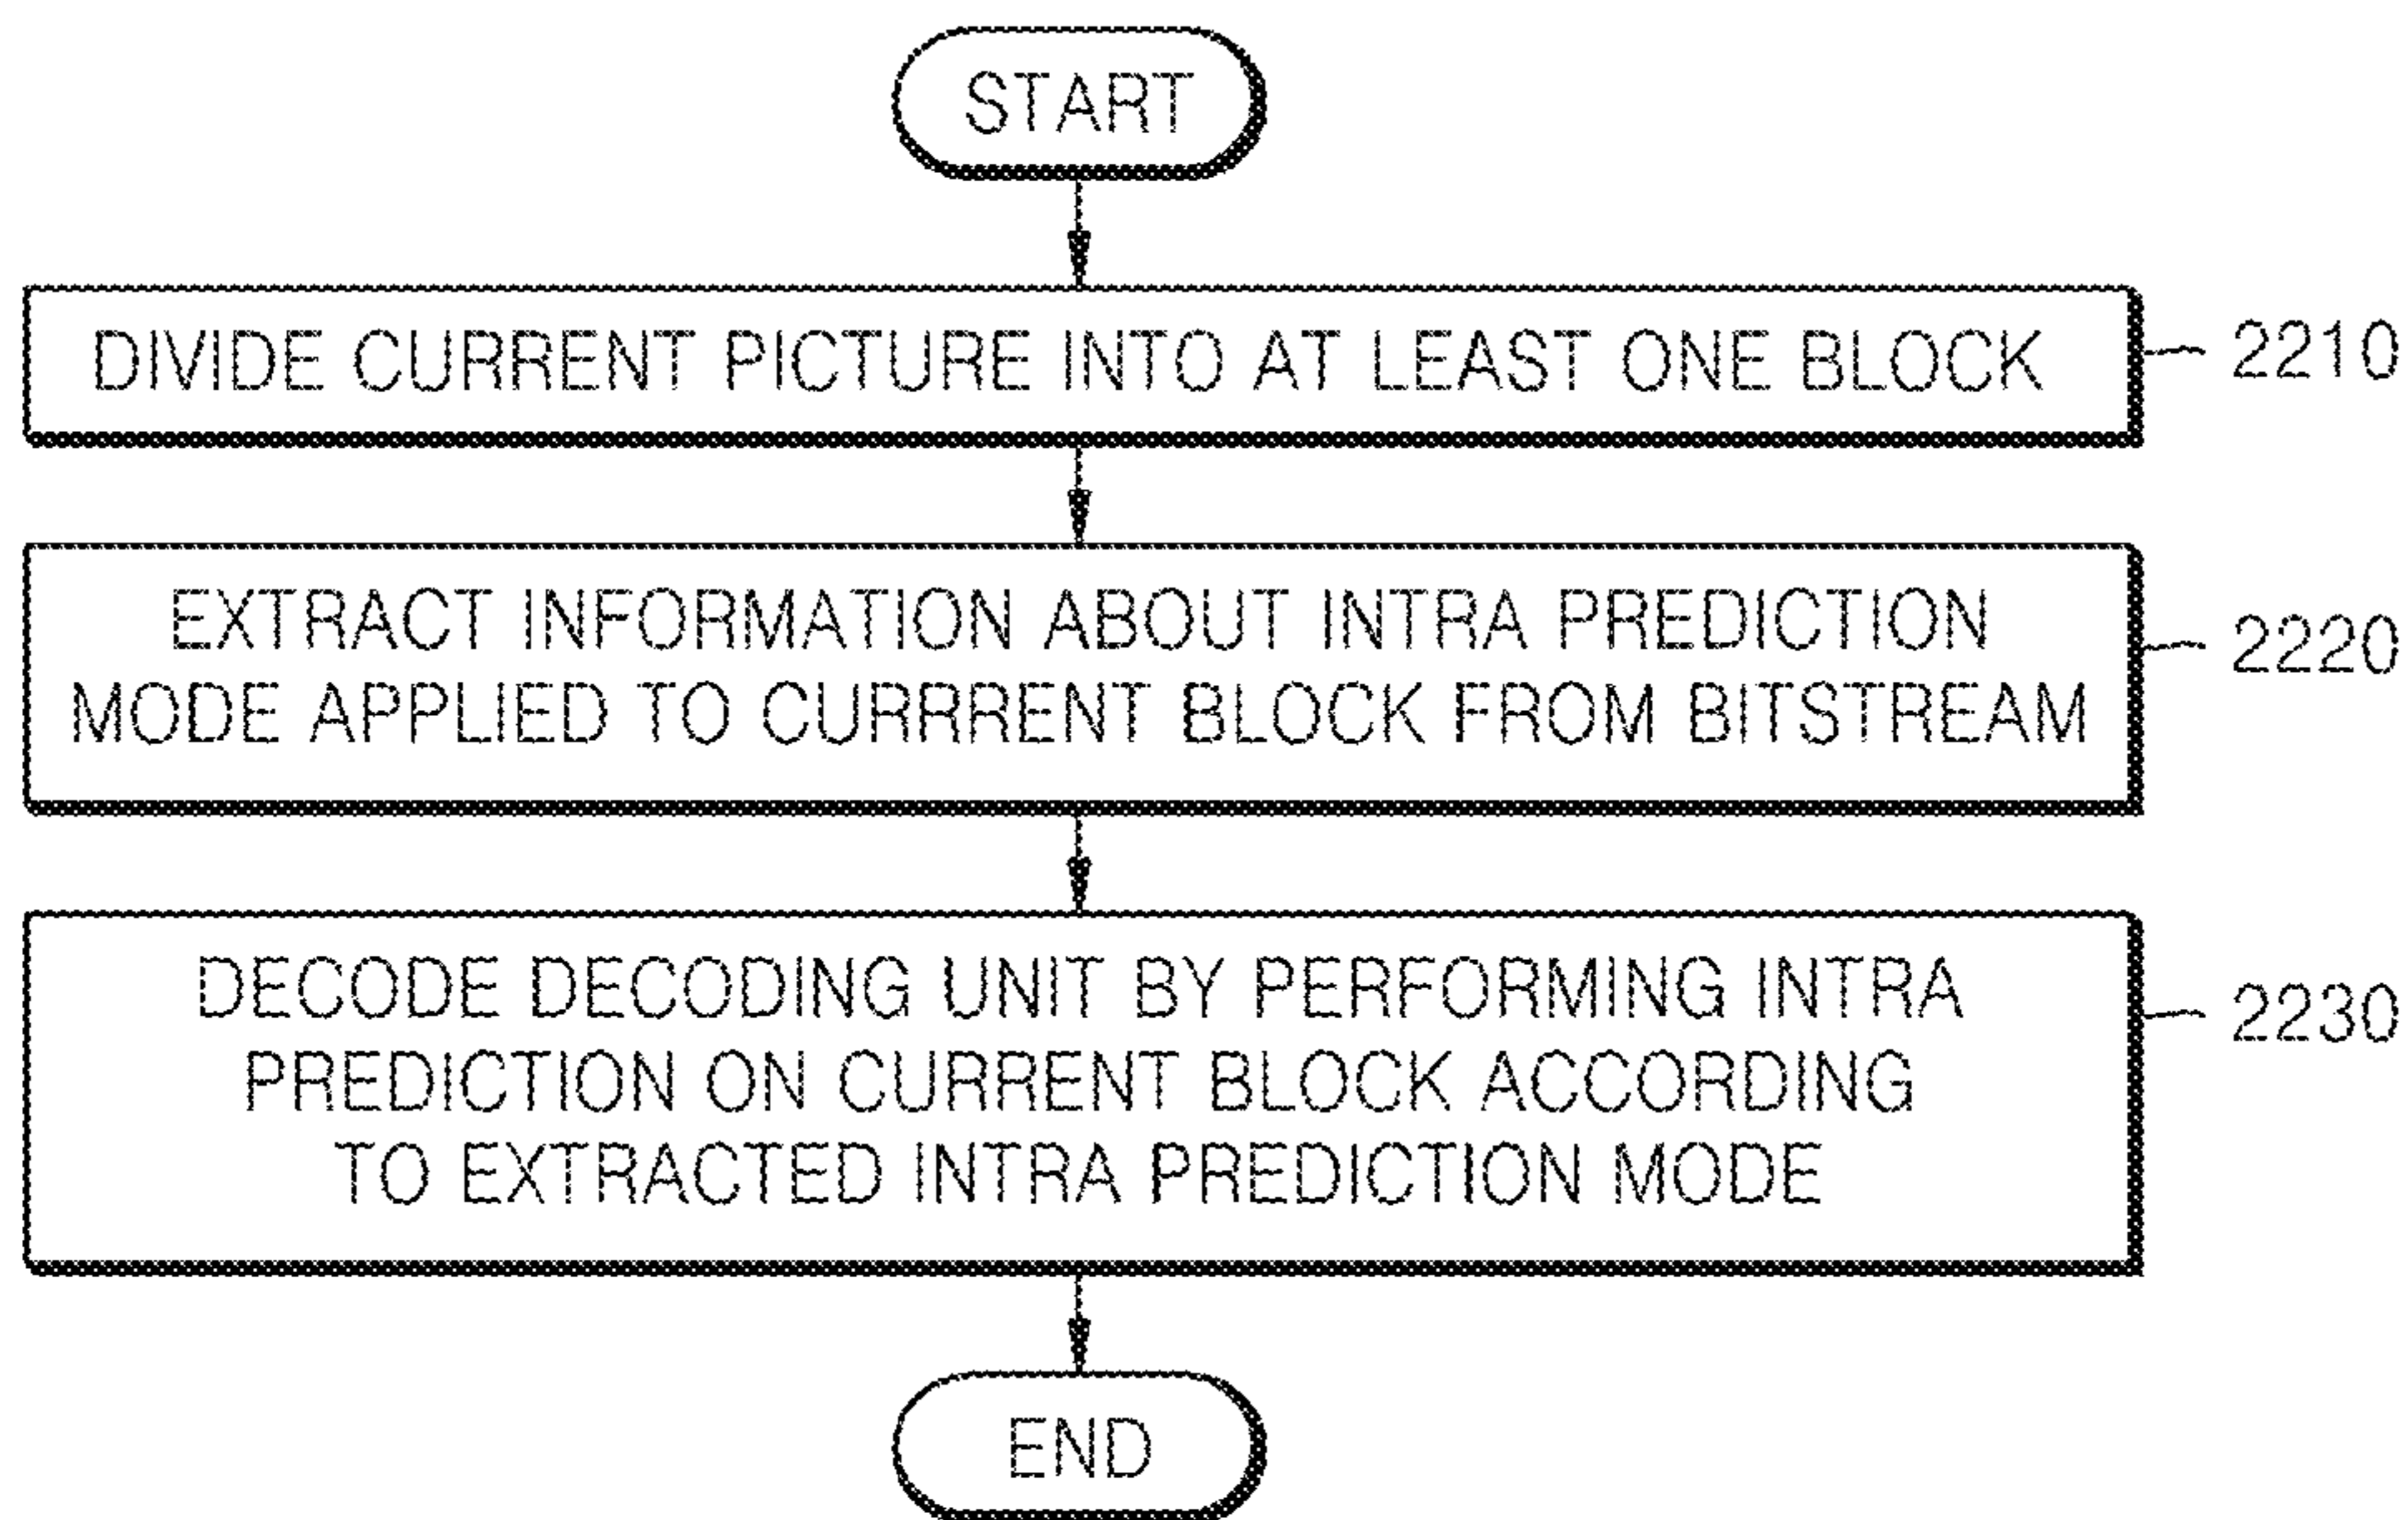 START
DIVIDE CURRENT PICTURE INTO AT LEAST ONE BLOCK
2210
EXTRACT INFORMATION ABOUT INTRA PREDICTION
MODE APPLIED TO CURRRENT BLOCK FROM BITSTREAM
2220
DECODE DECODING UNIT BY PERFORMING INTRA
PREDICTION ON CURRENT BLOCK ACCORDING
TO EXTRACTED INTRA PREDICTION MODE
2230
END